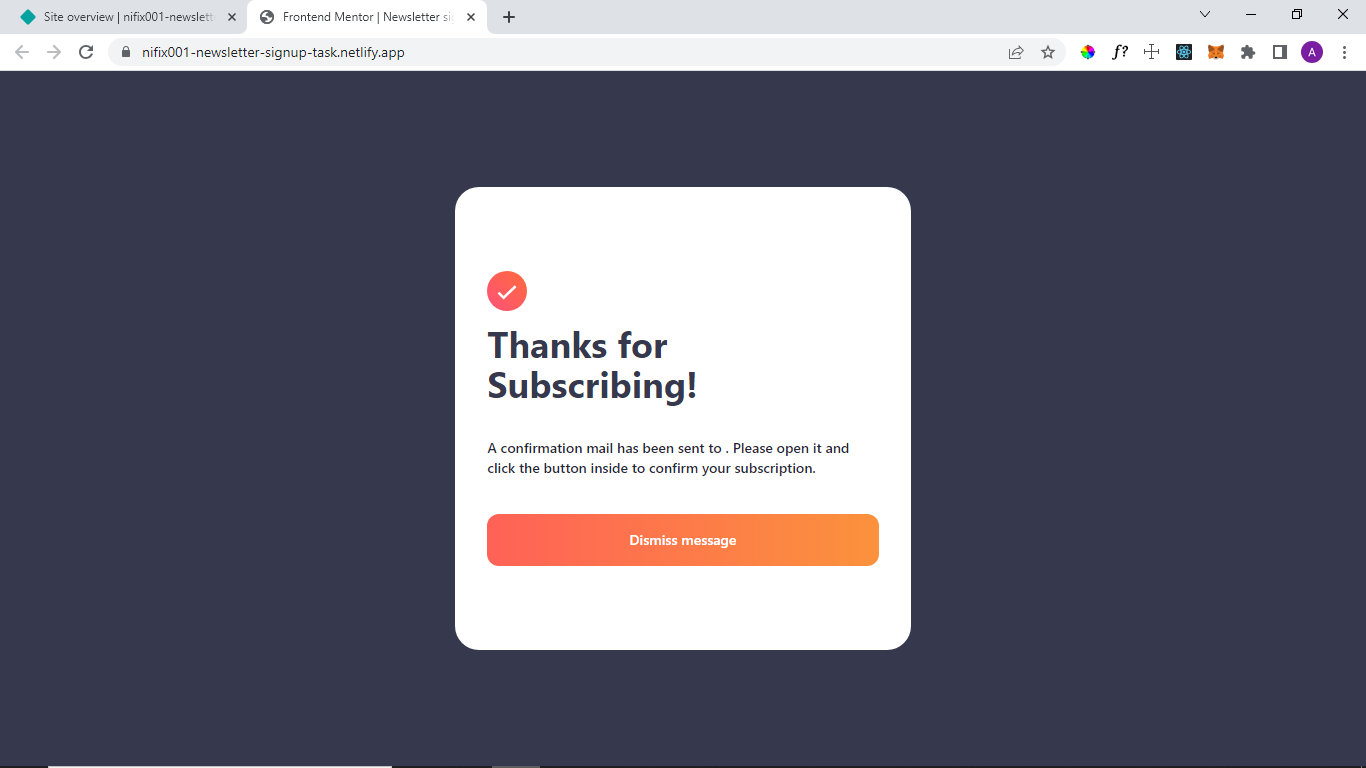 Site overview | nifix001-newslett
Frontend Mentor | Newsletter si
nifix001-newsletter-signup-task.netlify.app
f?
A
Thanks for
Subscribing!
A confirmation mail has been sent to . Please open it and
click the button inside to confirm your subscription.
Dismiss message